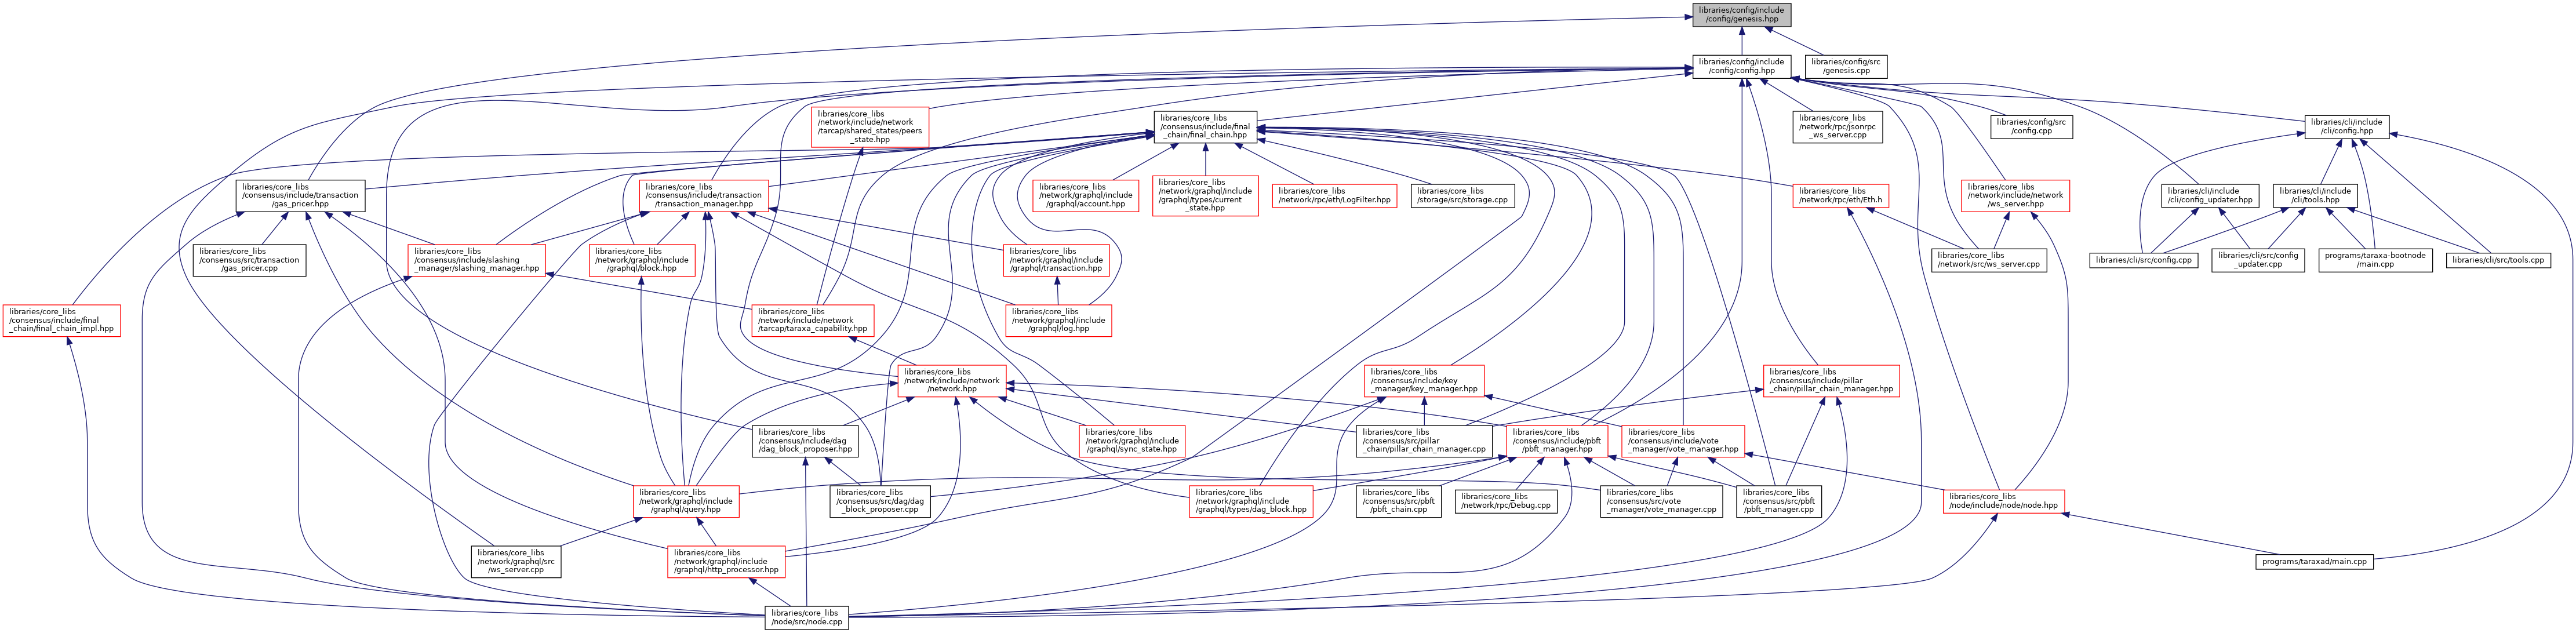 libraries/config/include
/config/genesis.hpp
libraries/config/include
/config/config.hpp
libraries/config/src
/genesis.cpp
libraries/core_libs
/network/include/network
/tarcap/shared_states/peers
_state.hpp
libraries/core_libs
/consensus/include/final
_chain/final_chain.hpp
libraries/core_libs
/network/rpc/jsonrpc
_ws_server.cpp
libraries/config/src
/config.cpp
libraries/cli/include
/cli/config.hpp
libraries/core_libs
/consensus/include/transaction
/gas_pricer.hpp
libraries/core_libs
/consensus/include/transaction
/transaction_manager.hpp
libraries/core_libs
/network/graphql/include
/graphql/account.hpp
libraries/core_libs
/network/graphql/include
/graphql/types/current
_state.hpp
libraries/core_libs
/network/rpc/eth/LogFilter.hpp
libraries/core_libs
/storage/src/storage.cpp
libraries/core_libs
/network/rpc/eth/Eth.h
libraries/core_libs
/network/include/network
/ws_server.hpp
libraries/cli/include
/cli/config_updater.hpp
libraries/cli/include
/cli/tools.hpp
libraries/core_libs
/consensus/src/transaction
/gas_pricer.cpp
libraries/core_libs
/consensus/include/slashing
_manager/slashing_manager.hpp
libraries/core_libs
/network/graphql/include
/graphql/block.hpp
libraries/core_libs
/network/graphql/include
/graphql/transaction.hpp
libraries/core_libs
/network/src/ws_server.cpp
libraries/cli/src/config.cpp
libraries/cli/src/config
_updater.cpp
programs/taraxa-bootnode
/main.cpp
libraries/cli/src/tools.cpp
libraries/core_libs
/consensus/include/final
_chain/final_chain_impl.hpp
libraries/core_libs
/network/include/network
/tarcap/taraxa_capability.hpp
libraries/core_libs
/network/graphql/include
/graphql/log.hpp
libraries/core_libs
/network/include/network
/network.hpp
libraries/core_libs
/consensus/include/key
_manager/key_manager.hpp
libraries/core_libs
/consensus/include/pillar
_chain/pillar_chain_manager.hpp
libraries/core_libs
/consensus/include/dag
/dag_block_proposer.hpp
libraries/core_libs
/network/graphql/include
/graphql/sync_state.hpp
libraries/core_libs
/consensus/src/pillar
_chain/pillar_chain_manager.cpp
libraries/core_libs
/consensus/include/pbft
/pbft_manager.hpp
libraries/core_libs
/consensus/include/vote
_manager/vote_manager.hpp
libraries/core_libs
/network/graphql/include
/graphql/query.hpp
libraries/core_libs
/consensus/src/dag/dag
_block_proposer.cpp
libraries/core_libs
/network/graphql/include
/graphql/types/dag_block.hpp
libraries/core_libs
/consensus/src/pbft
/pbft_chain.cpp
libraries/core_libs
/network/rpc/Debug.cpp
libraries/core_libs
/consensus/src/vote
_manager/vote_manager.cpp
libraries/core_libs
/consensus/src/pbft
/pbft_manager.cpp
libraries/core_libs
/node/include/node/node.hpp
libraries/core_libs
/network/graphql/src
/ws_server.cpp
libraries/core_libs
/network/graphql/include
/graphql/http_processor.hpp
programs/taraxad/main.cpp
libraries/core_libs
/node/src/node.cpp